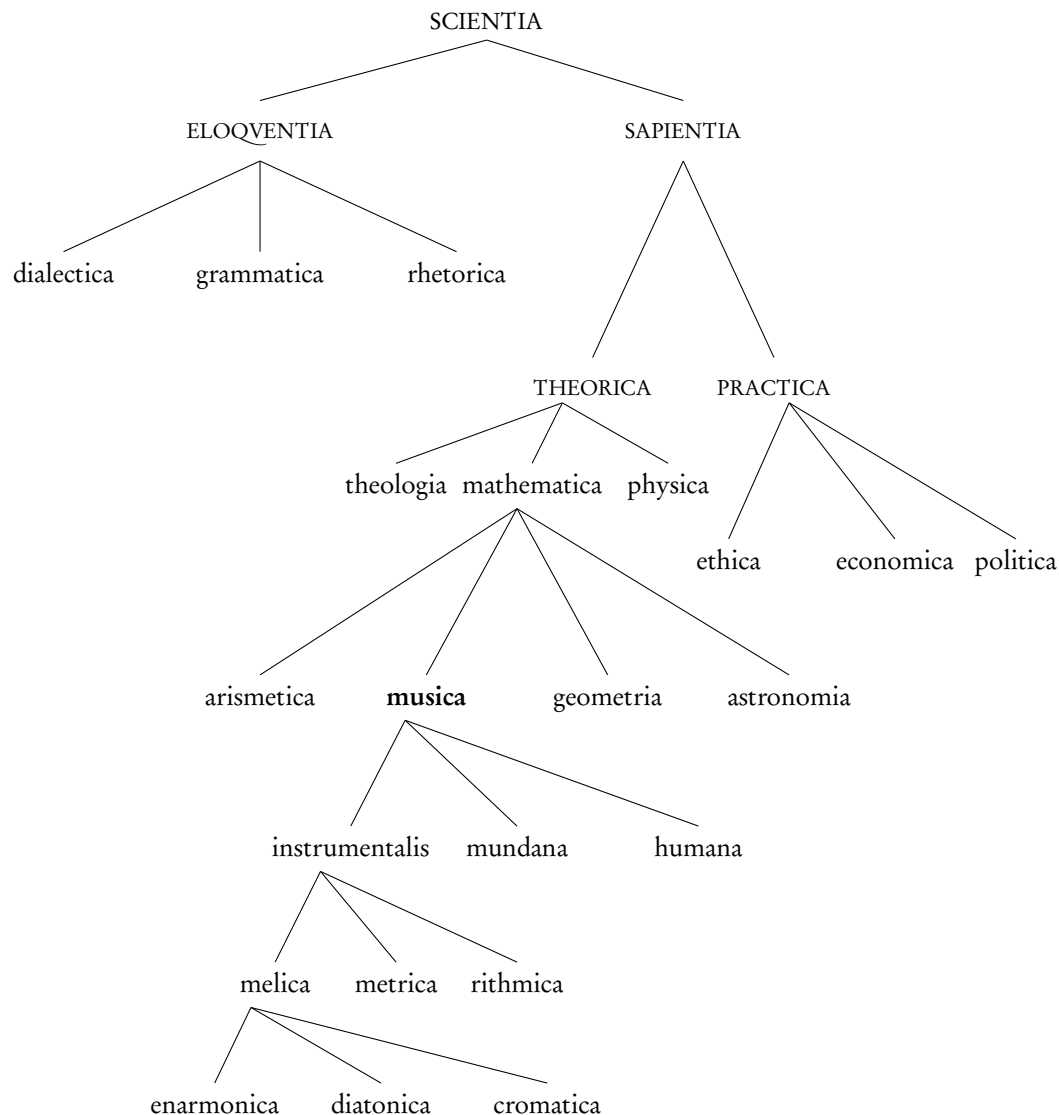 SCIENTIA
ELOQVENTIA SAPIENTIA
dialectica grammatica rhetorica
THEORICA PRACTICA
theologia mathematica physica
ethica economica politica
arismetica musica geometria astronomia
instrumentalis mundana humana
melica metrica rithmica
enarmonica diatonica cromatica